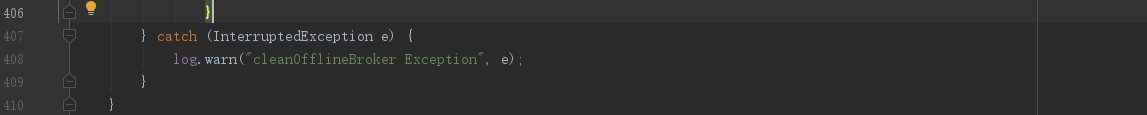 406 }
407 } catch (InterruptedException e) {
408 log.warn("cleanOfflineBroker Exception", e);
409 }
410 }